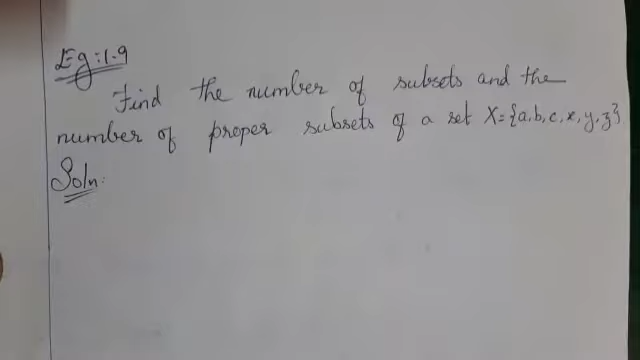 Eg:1.9
Find the number of subsets and the
number of proper subsets of a set X={a,b,c,x,y,z}
Soln: